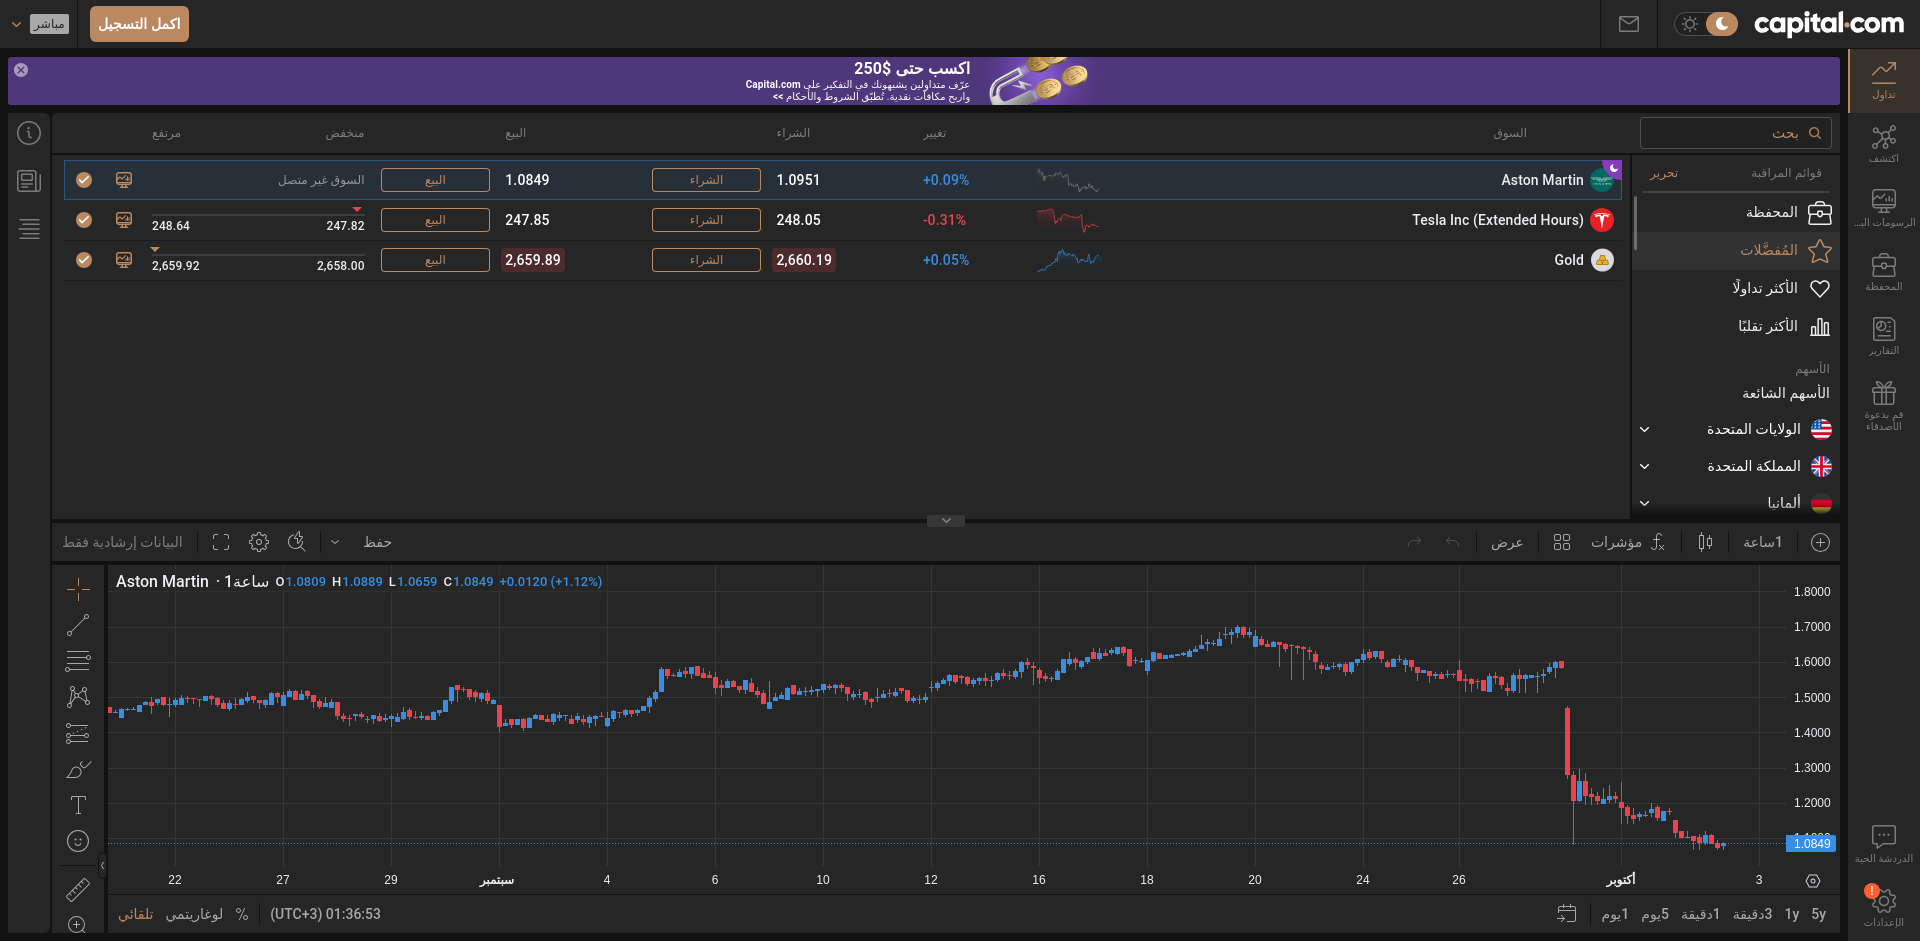 capital.com
اكمل التسجيل
مباشر
اكسب حتى 250$
عرّف متداولين يشبهونك في التفكير على Capital.com
واربح مكافآت نقدية. تُطبّق الشروط والأحكام >>
تداول
اكتشف
الرسومات الب...
المحفظة
التقارير
قم بدعوة
الأصدقاء
الدردشة الحية
!
الإعدادات
بحث
قوائم المراقبة
تحرير
المحفظة
المُفضَّلات
الأكثر تداولًا
الأكثر تقلبًا
الأسهم
الأسهم الشائعة
الولايات المتحدة
المملكة المتحدة
ألمانيا
السوق تغيير الشراء البيع منخفض مرتفع
Aston Martin +0.09% 1.0951 الشراء 1.0849 البيع السوق غير متصل
Tesla Inc (Extended Hours) -0.31% 248.05 الشراء 247.85 البيع 247.82 248.64
Gold +0.05% 2,660.19 الشراء 2,659.89 البيع 2,658.00 2,659.92
1ساعة مؤشرات عرض حفظ البيانات إرشادية فقط
Aston Martin · 1ساعة O1.0809 H1.0889 L1.0659 C1.0849 +0.0120 (+1.12%)
1.8000
1.7000
1.6000
1.5000
1.4000
1.3000
1.2000
1.0849
22 27 29 سبتمبر 4 6 10 12 16 18 20 24 26 أكتوبر 3
تلقائي لوغاريتمي % 01:36:53 (UTC+3)
1يوم 5يوم 1دقيقة 3دقيقة 1y 5y